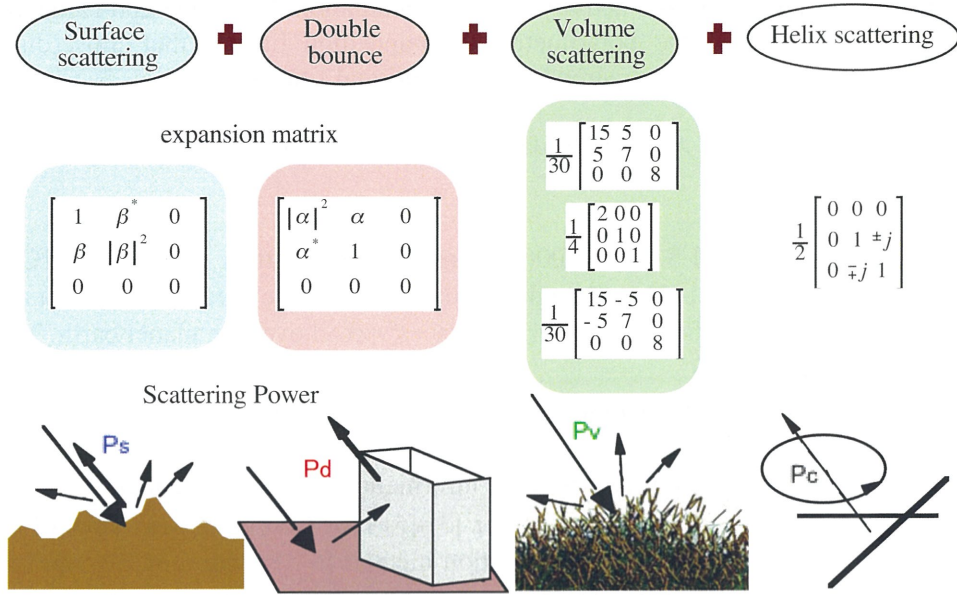 Surface scattering
Double bounce
Volume scattering
Helix scattering
expansion matrix
1 β* 0
β |β|² 0
0 0 0
|α|² α 0
α* 1 0
0 0 0
1/30
15 5 0
5 7 0
0 0 8
1/4
2 0 0
0 1 0
0 0 1
1/30
15 - 5 0
- 5 7 0
0 0 8
1/2
0 0 0
0 1 ±j
0 ∓j 1
Scattering Power
Ps
Pd
Pv
Pc